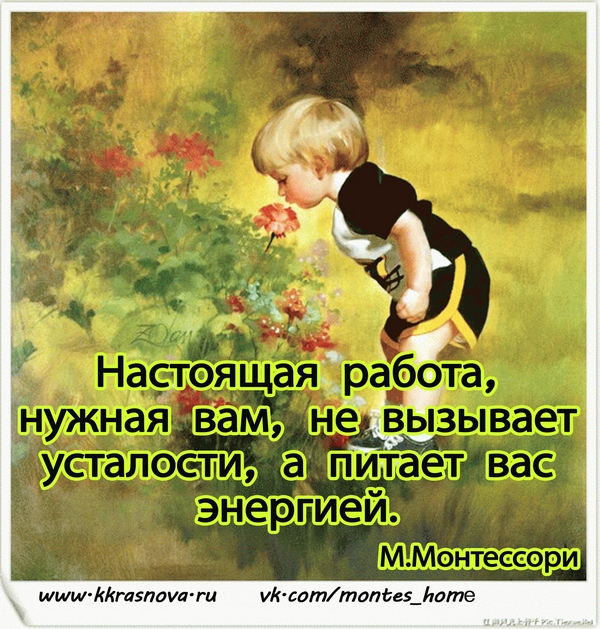 Настоящая работа,
нужная вам, не вызывает
усталости, а питает вас
энергией.
М.Монтессори
www.kkrasnova.ru vk.com/montes_home